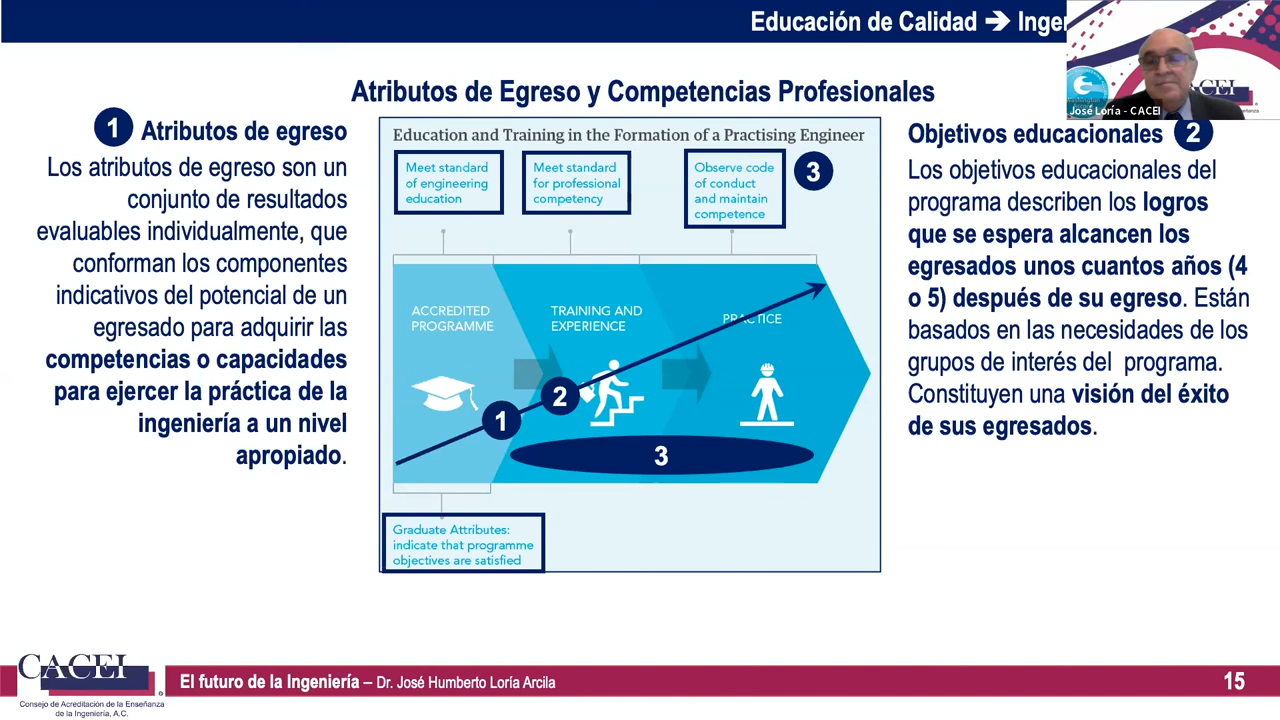 Educación de Calidad ➔ Inge
José Loría - CACEI
Atributos de Egreso y Competencias Profesionales
1 Atributos de egreso
Los atributos de egreso son un
conjunto de resultados
evaluables individualmente, que
conforman los componentes
indicativos del potencial de un
egresado para adquirir las
competencias o capacidades
para ejercer la práctica de la
ingeniería a un nivel
apropiado.
Education and Training in the Formation of a Practising Engineer
Meet standard
of engineering
education
Meet standard
for professional
competency
Observe code
of conduct
and maintain
competence
3
ACCREDITED
PROGRAMME
TRAINING AND
EXPERIENCE
PRACTICE
1
2
3
Graduate Attributes:
indicate that programme
objectives are satisfied
Objetivos educacionales 2
Los objetivos educacionales del
programa describen los logros
que se espera alcancen los
egresados unos cuantos años (4
o 5) después de su egreso. Están
basados en las necesidades de los
grupos de interés del programa.
Constituyen una visión del éxito
de sus egresados.
CACEI
Consejo de Acreditación de la Enseñanza
de la Ingeniería, A.C.
El futuro de la Ingeniería – Dr. José Humberto Loría Arcila
15